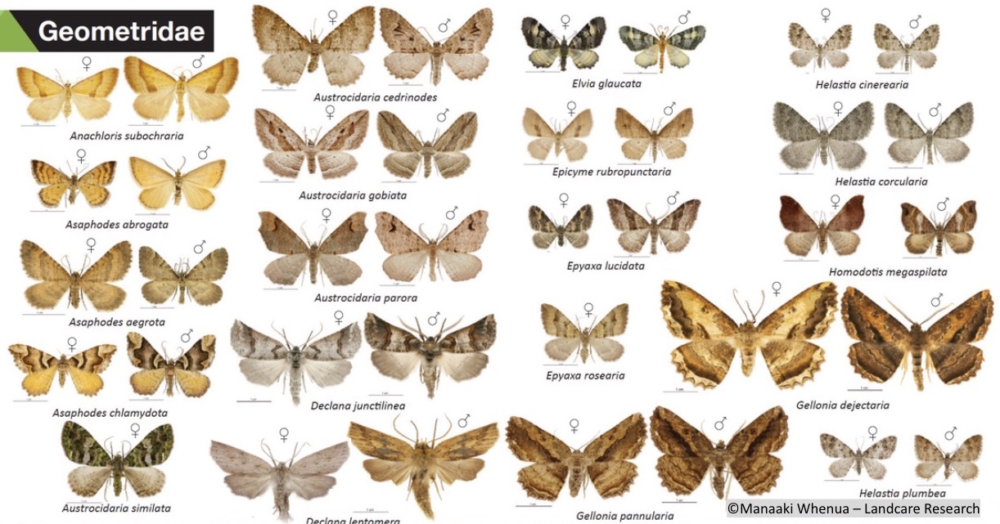 Geometridae
♀ ♂
Anachloris subochraria
♀ ♂
Asaphodes abrogata
♀ ♂
Asaphodes aegrota
♀ ♂
Asaphodes chlamydota
♀
Austrocidaria similata
♀ ♂
Austrocidaria cedrinodes
♀ ♂
Austrocidaria gobiata
♀ ♂
Austrocidaria parora
♀ ♂
Declana junctilinea
♀ ♂
Declana leptomera
♀ ♂
Elvia glaucata
♀ ♂
Epicyme rubropunctaria
♀ ♂
Epyaxa lucidata
♀
Epyaxa rosearia
♀ ♂
Gellonia dejectaria
♀ ♂
Gellonia pannularia
♀ ♂
Helastia cinerearia
♀ ♂
Helastia corcularia
♀ ♂
Homodotis megaspilata
♀ ♂
Helastia plumbea
©Manaaki Whenua – Landcare Research